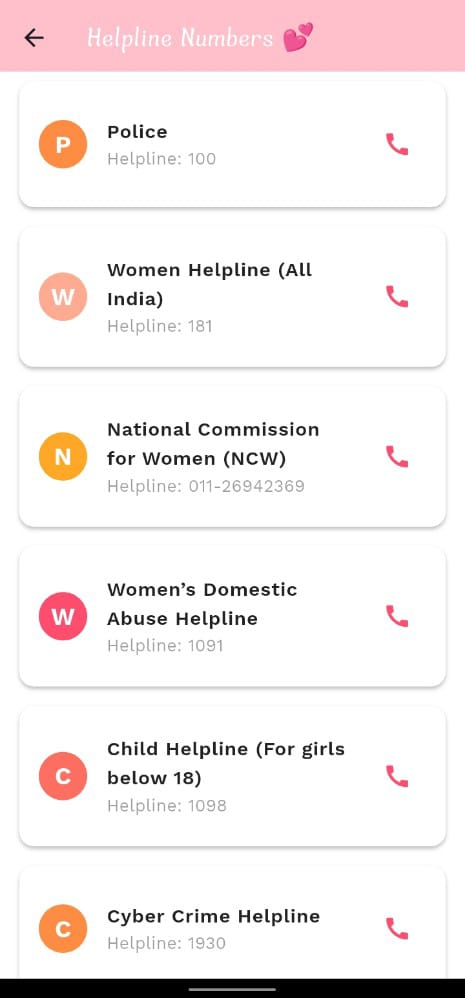 Helpline Numbers 💕
P
Police
Helpline: 100
W
Women Helpline (All
India)
Helpline: 181
N
National Commission
for Women (NCW)
Helpline: 011-26942369
W
Women’s Domestic
Abuse Helpline
Helpline: 1091
C
Child Helpline (For girls
below 18)
Helpline: 1098
C
Cyber Crime Helpline
Helpline: 1930